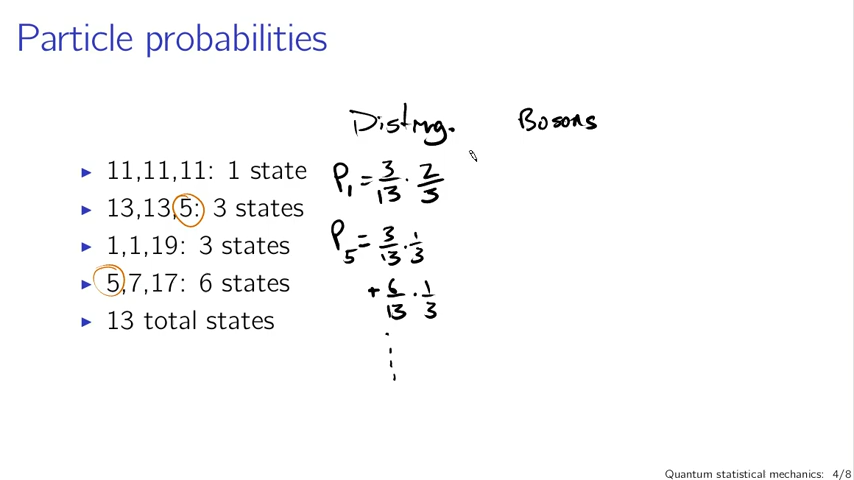 Particle probabilities
Disting. Bosons
▶ 11,11,11: 1 state
▶ 13,13,5: 3 states
▶ 1,1,19: 3 states
▶ 5,7,17: 6 states
▶ 13 total states
P₁ = 3/13 · 2/3
P₅ = 3/13 · 1/3
+ 6/13 · 1/3
Quantum statistical mechanics: 4/8